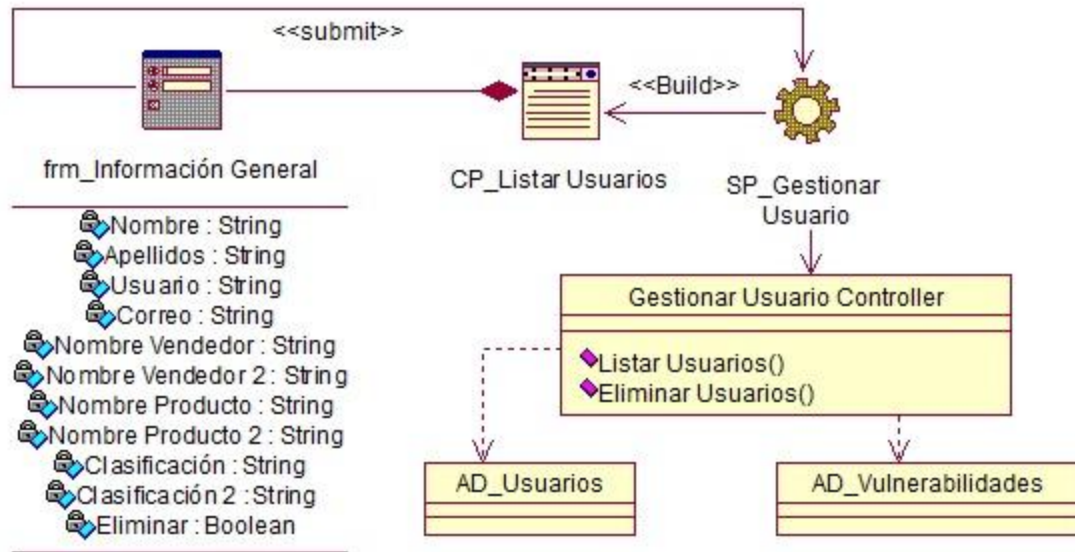 <<submit>>
<<Build>>
frm_Información General
CP_Listar Usuarios
SP_Gestionar
Usuario
Nombre : String
Apellidos : String
Usuario : String
Correo : String
Nombre Vendedor : String
Nombre Vendedor 2 : String
Nombre Producto : String
Nombre Producto 2 : String
Clasificación : String
Clasificación 2 : String
Eliminar : Boolean
Gestionar Usuario Controller
Listar Usuarios()
Eliminar Usuarios()
AD_Usuarios
AD_Vulnerabilidades